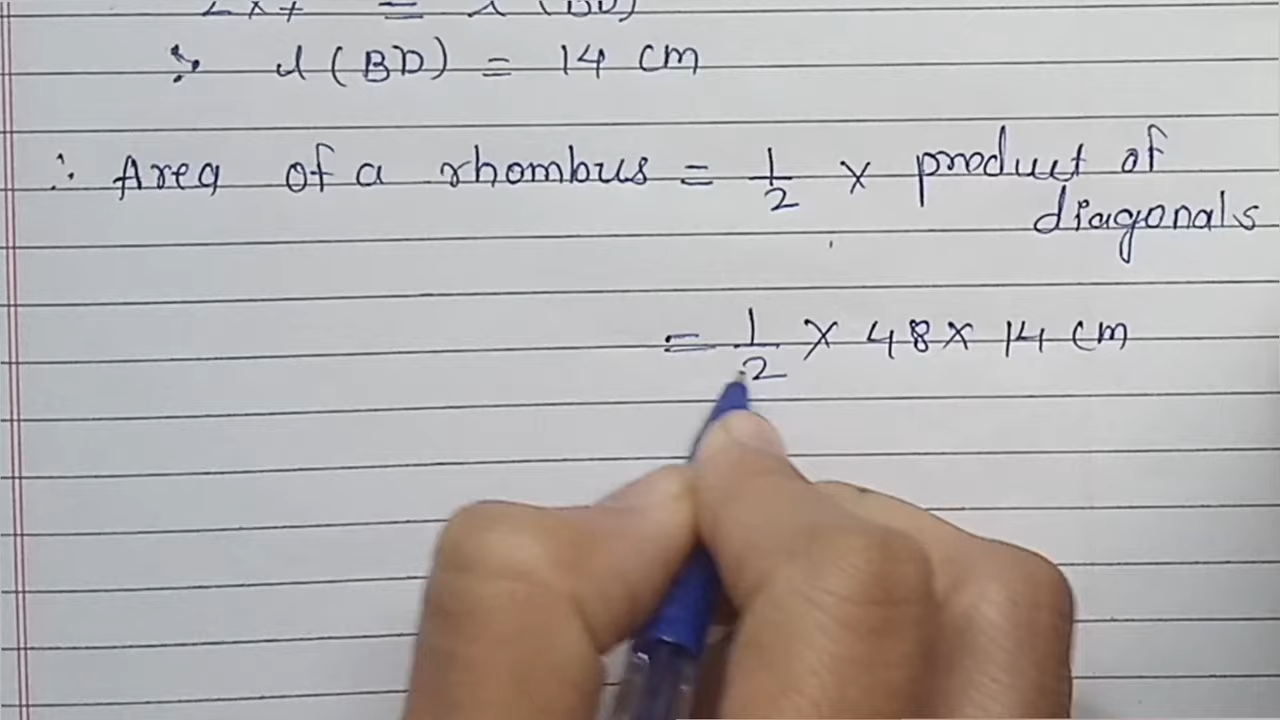 l(BD) = 14 cm
∴ Area of a rhombus = 1/2 × product of
diagonals
= 1/2 × 48 × 14 cm